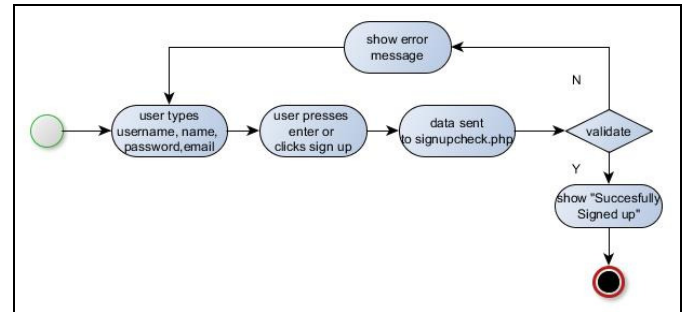 show error
message
user types
username, name,
password,email
user presses
enter or
clicks sign up
data sent
to signupcheck.php
validate
N
Y
show "Succesfully
Signed up"